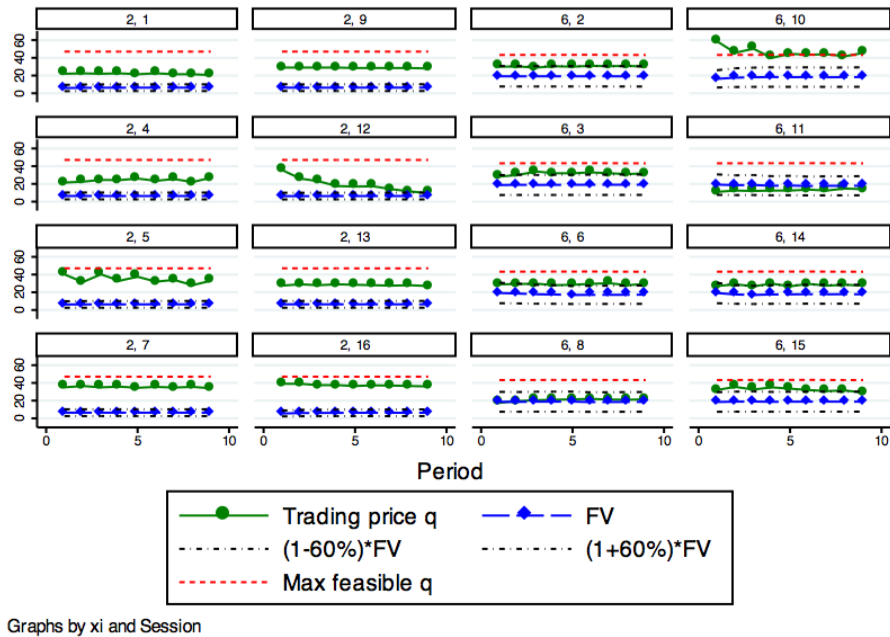 2, 1
2, 9
6, 2
6, 10
0 20 40 60
2, 4
2, 12
6, 3
6, 11
0 20 40 60
2, 5
2, 13
6, 6
6, 14
0 20 40 60
2, 7
2, 16
6, 8
6, 15
0 20 40 60
0 5 10 0 5 10 0 5 10 0 5 10
Period
Trading price q FV
(1-60%)*FV (1+60%)*FV
Max feasible q
Graphs by xi and Session